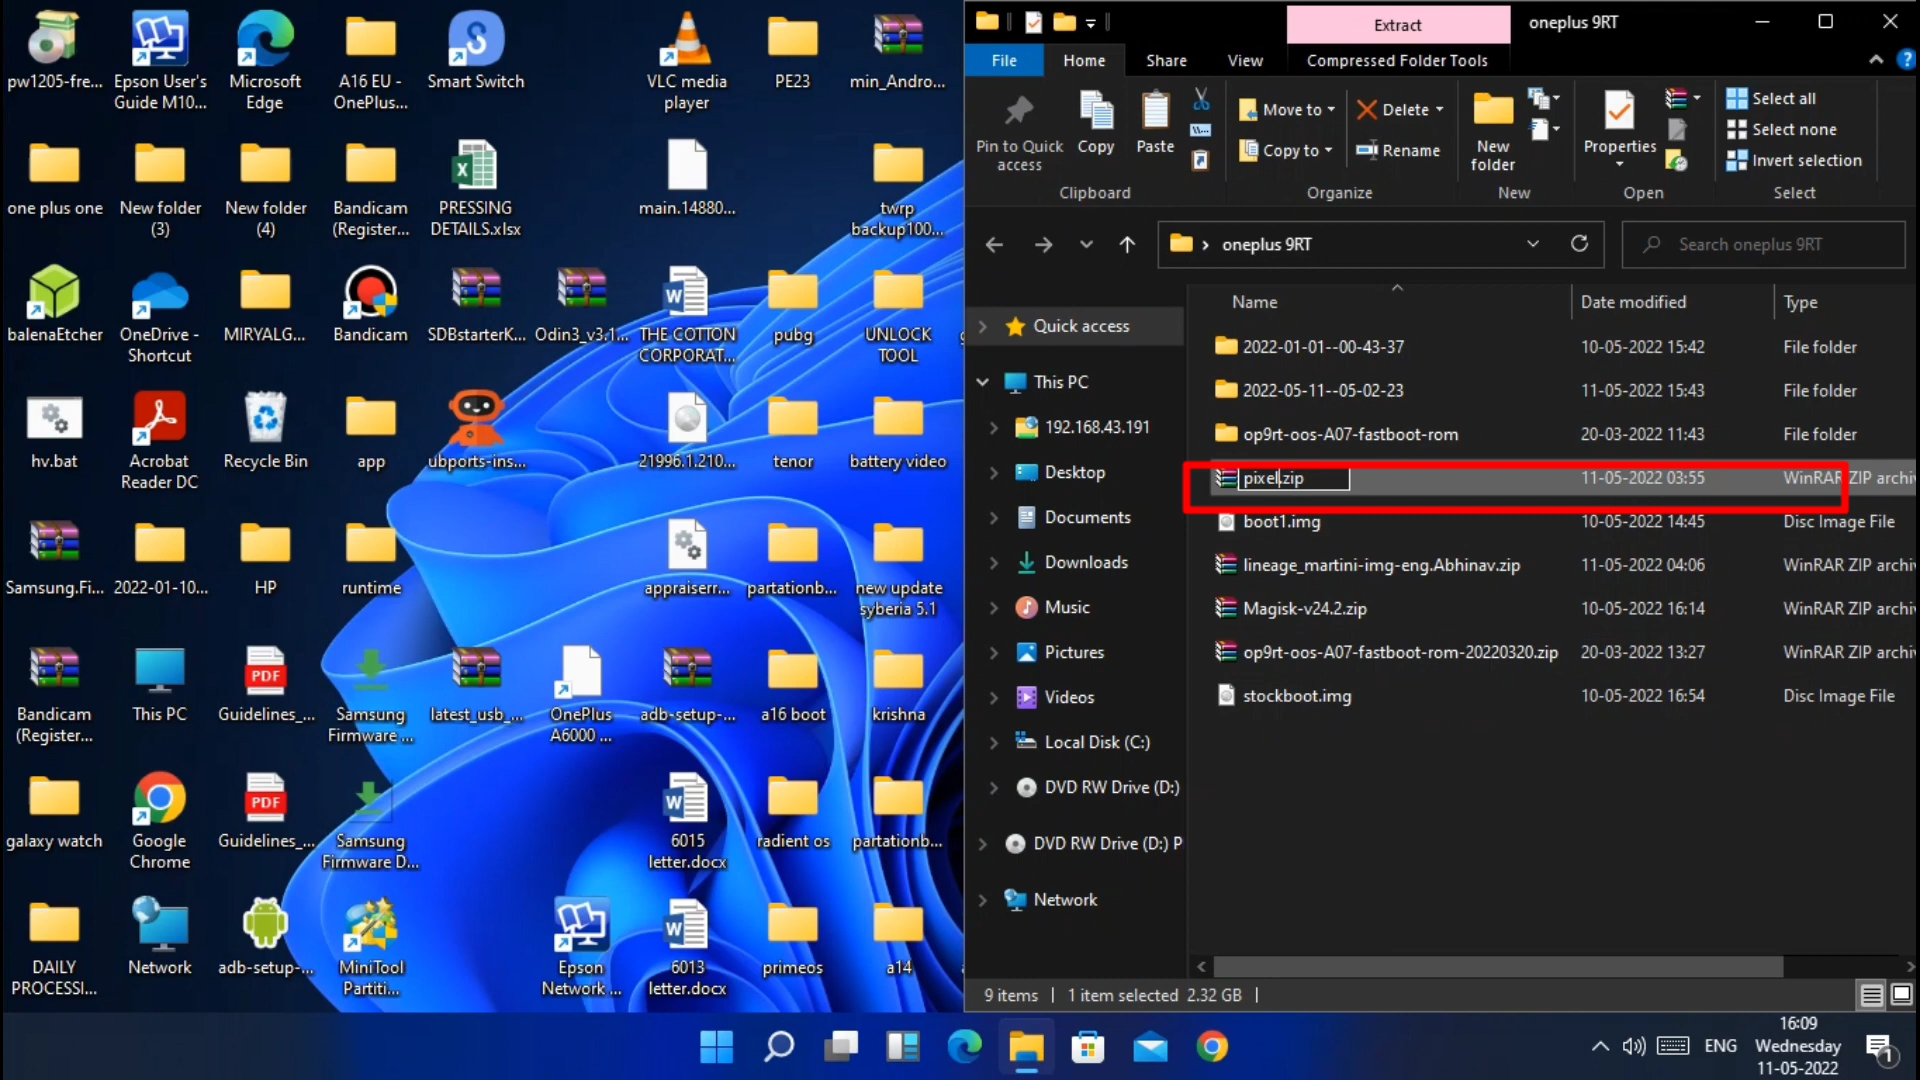 pw1205-fre...
Epson User's
Guide M10...
Microsoft
Edge
A16 EU -
OnePlus...
Smart Switch
VLC media
player
PE23
min_Andro...
one plus one
New folder
(3)
New folder
(4)
Bandicam
(Register...
PRESSING
DETAILS.xlsx
main.14880...
twrp
backup100...
balenaEtcher
OneDrive -
Shortcut
MIRYALG...
Bandicam
SDBstarterK...
Odin3_v3.1...
THE COTTON
CORPORAT...
pubg
UNLOCK
TOOL
hv.bat
Acrobat
Reader DC
Recycle Bin
app
ubports-ins...
21996.1.210...
tenor
battery video
Samsung.Fi...
2022-01-10...
HP
runtime
appraiserr...
partationb...
new update
syberia 5.1
Bandicam
(Register...
This PC
PDF
Guidelines_...
Samsung
Firmware ...
latest_usb_...
OnePlus
A6000 ...
adb-setup-...
a16 boot
krishna
galaxy watch
Google
Chrome
PDF
Guidelines_...
Samsung
Firmware D...
6015
letter.docx
radient os
partationb...
DAILY
PROCESSI...
Network
adb-setup-...
MiniTool
Partiti...
Epson
Network ...
6013
letter.docx
primeos
a14
Extract
oneplus 9RT
File
Home
Share
View
Compressed Folder Tools
Pin to Quick
access
Copy
Paste
Move to
Copy to
Delete
Rename
New
folder
Properties
Select all
Select none
Invert selection
Clipboard
Organize
New
Open
Select
oneplus 9RT
Search oneplus 9RT
Name
Date modified
Type
Quick access
This PC
192.168.43.191
Desktop
Documents
Downloads
Music
Pictures
Videos
Local Disk (C:)
DVD RW Drive (D:)
DVD RW Drive (D:) P
Network
2022-01-01--00-43-37 10-05-2022 15:42 File folder
2022-05-11--05-02-23 11-05-2022 15:43 File folder
op9rt-oos-A07-fastboot-rom 20-03-2022 11:43 File folder
pixel.zip 11-05-2022 03:55 WinRAR ZIP archi
boot1.img 10-05-2022 14:45 Disc Image File
lineage_martini-img-eng.Abhinav.zip 11-05-2022 04:06 WinRAR ZIP archi
Magisk-v24.2.zip 10-05-2022 16:14 WinRAR ZIP archi
op9rt-oos-A07-fastboot-rom-20220320.zip 20-03-2022 13:27 WinRAR ZIP archi
stockboot.img 10-05-2022 16:54 Disc Image File
9 items 1 item selected 2.32 GB
ENG
16:09
Wednesday
11-05-2022
1